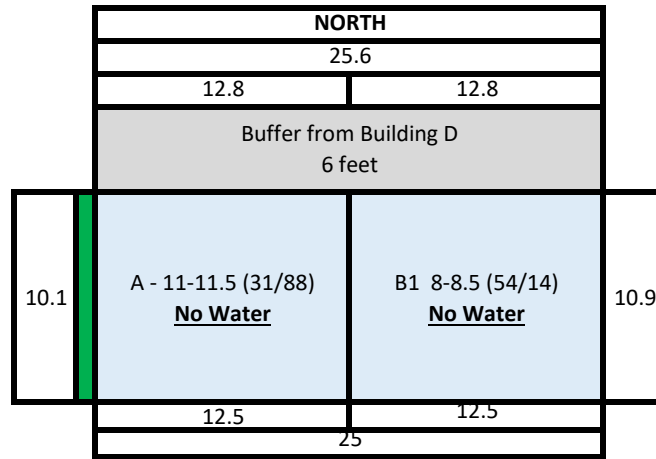 NORTH
25.6
12.8 12.8
Buffer from Building D
6 feet
10.1
A - 11-11.5 (31/88)
No Water
B1 8-8.5 (54/14)
No Water
10.9
12.5 12.5
25